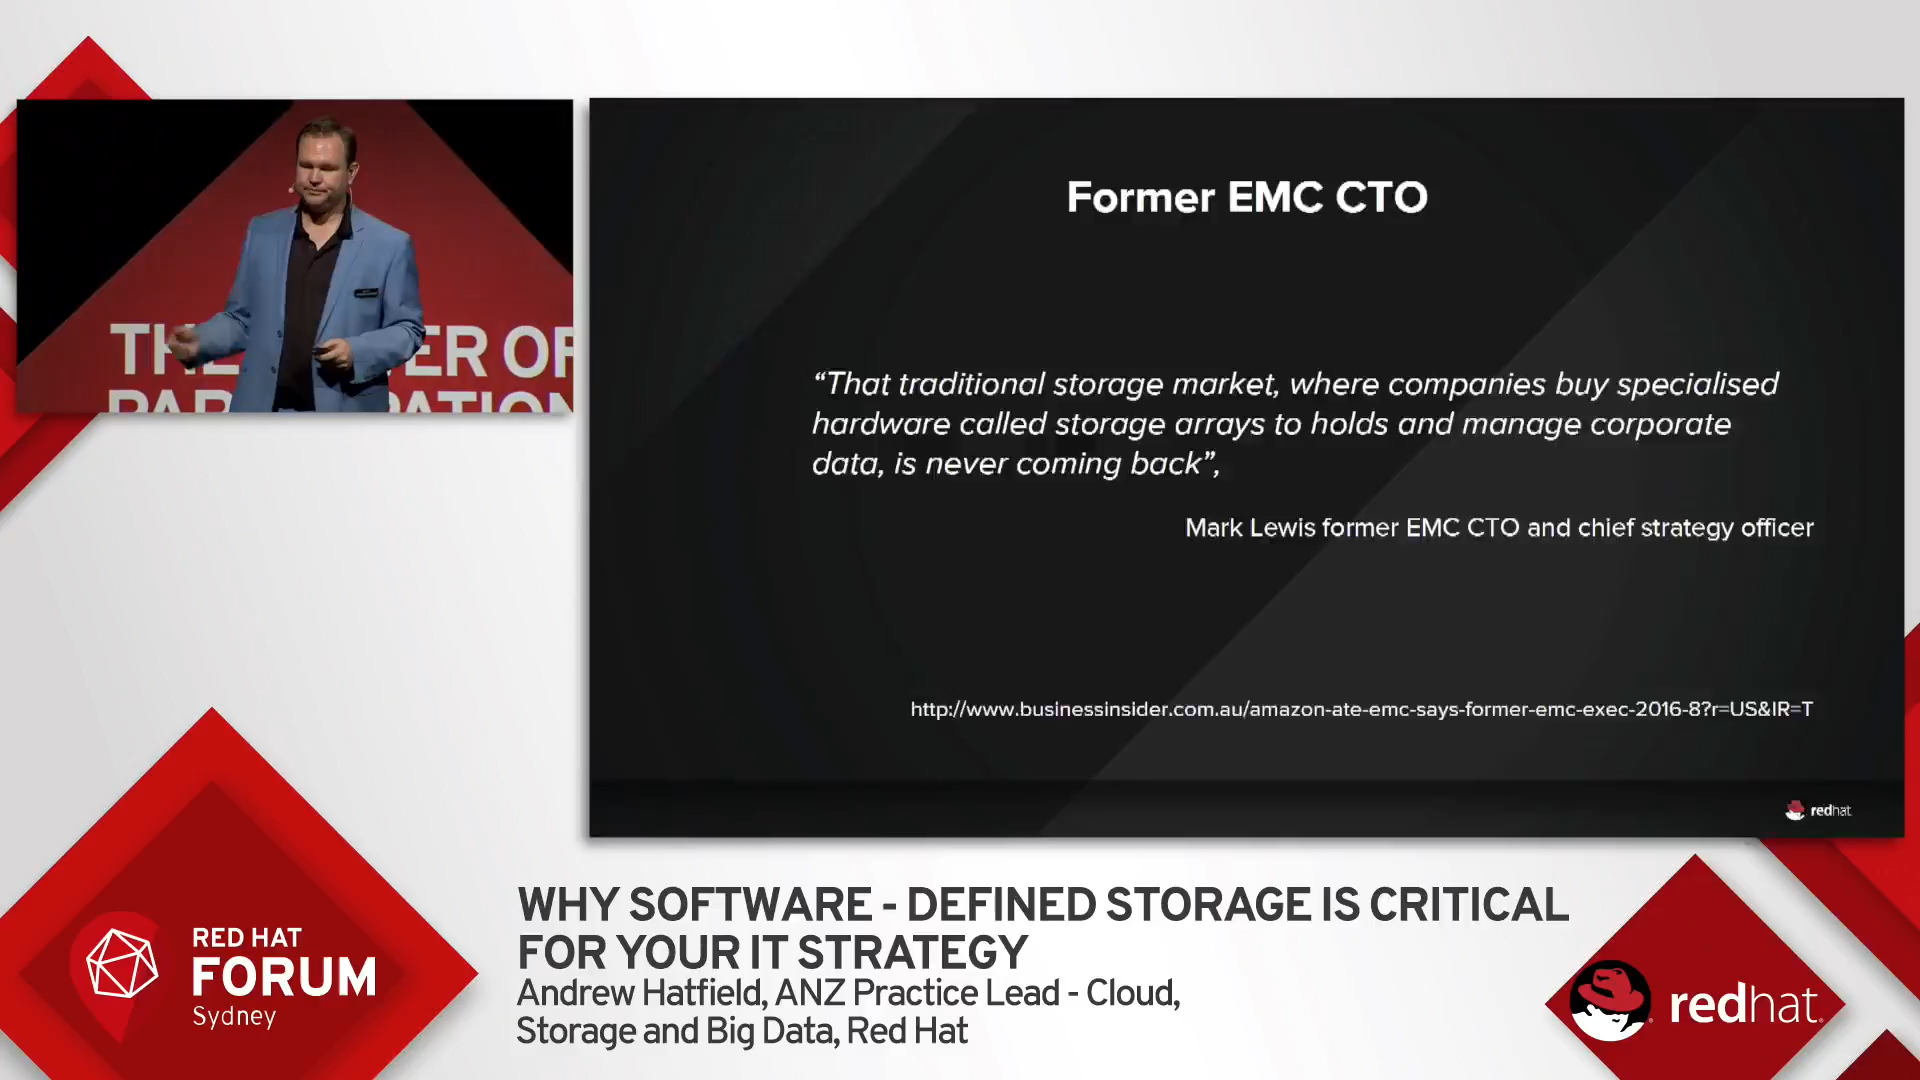 Former EMC CTO
“That traditional storage market, where companies buy specialised
hardware called storage arrays to holds and manage corporate
data, is never coming back”,
Mark Lewis former EMC CTO and chief strategy officer
http://www.businessinsider.com.au/amazon-ate-emc-says-former-emc-exec-2016-8?r=US&IR=T
redhat
ER OF
WHY SOFTWARE - DEFINED STORAGE IS CRITICAL
FOR YOUR IT STRATEGY
Andrew Hatfield, ANZ Practice Lead - Cloud,
Storage and Big Data, Red Hat
RED HAT
FORUM
Sydney
redhat.